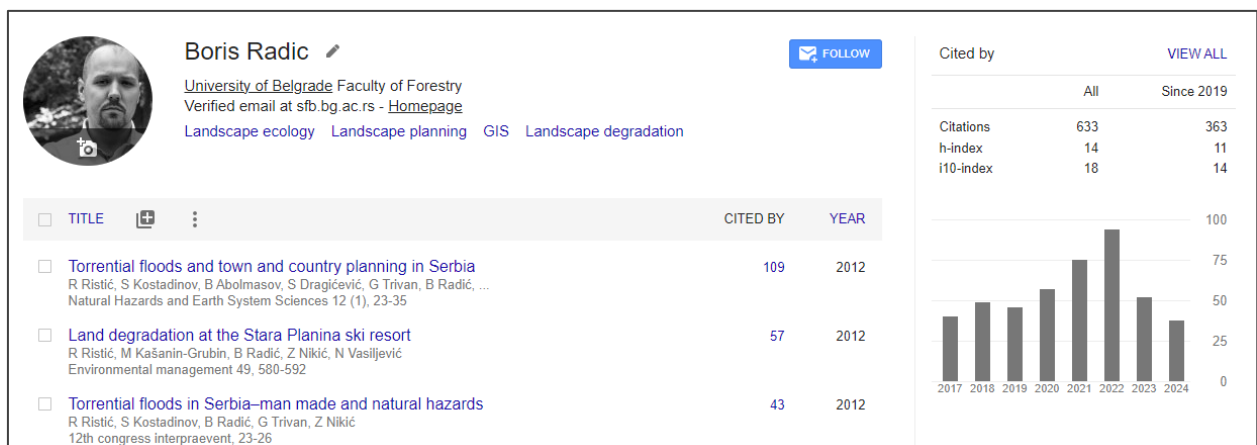 Boris Radic
FOLLOW
University of Belgrade Faculty of Forestry
Verified email at sfb.bg.ac.rs - Homepage
Landscape ecology Landscape planning GIS Landscape degradation
TITLE CITED BY YEAR
Torrential floods and town and country planning in Serbia 109 2012
R Ristić, S Kostadinov, B Abolmasov, S Dragićević, G Trivan, B Radić, ...
Natural Hazards and Earth System Sciences 12 (1), 23-35
Land degradation at the Stara Planina ski resort 57 2012
R Ristić, M Kašanin-Grubin, B Radić, Z Nikić, N Vasiljević
Environmental management 49, 580-592
Torrential floods in Serbia–man made and natural hazards 43 2012
R Ristić, S Kostadinov, B Radić, G Trivan, Z Nikić
12th congress interpraevent, 23-26
Cited by VIEW ALL
All Since 2019
Citations 633 363
h-index 14 11
i10-index 18 14
100
75
50
25
0
2017 2018 2019 2020 2021 2022 2023 2024